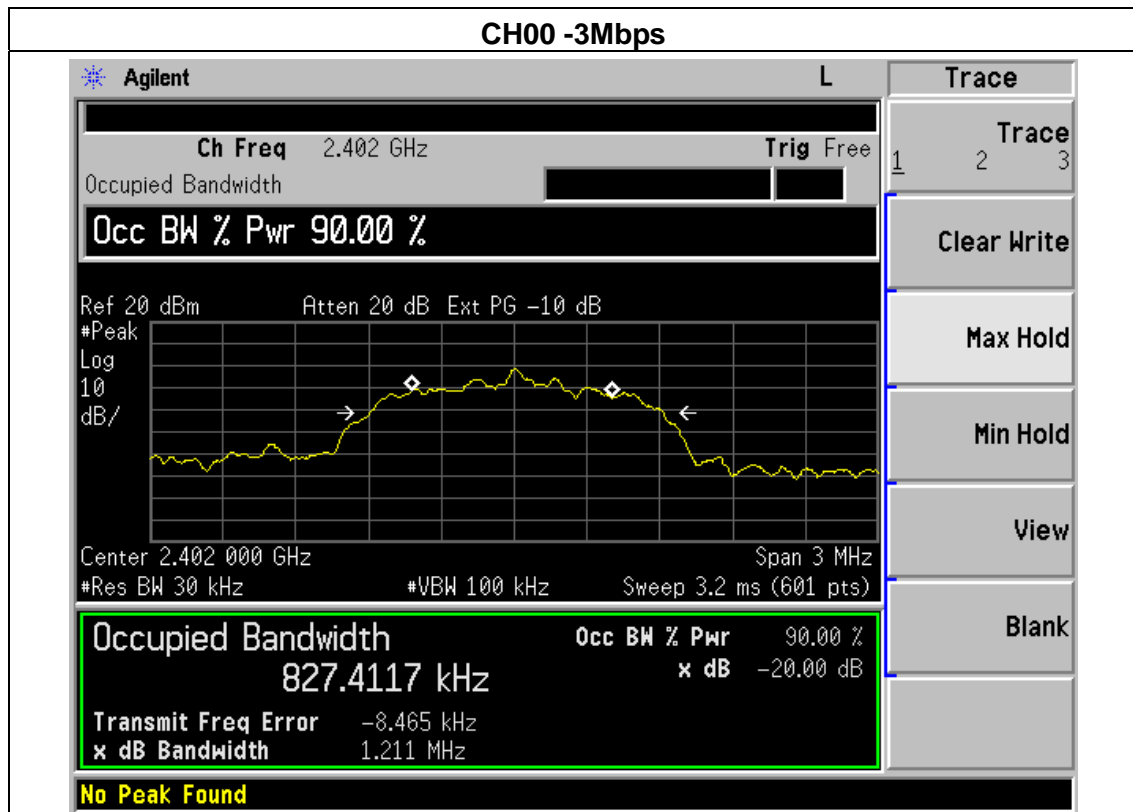 CH00 -3Mbps
Agilent L Trace
Ch Freq 2.402 GHz Trig Free
Trace
1 2 3
Occupied Bandwidth
Occ BW % Pwr 90.00 %
Clear Write
Ref 20 dBm Atten 20 dB Ext PG -10 dB
#Peak
Log
10
dB/
Max Hold
Min Hold
View
Center 2.402 000 GHz Span 3 MHz
#Res BW 30 kHz #VBW 100 kHz Sweep 3.2 ms (601 pts)
Blank
Occupied Bandwidth Occ BW % Pwr 90.00 %
827.4117 kHz x dB -20.00 dB
Transmit Freq Error -8.465 kHz
x dB Bandwidth 1.211 MHz
No Peak Found